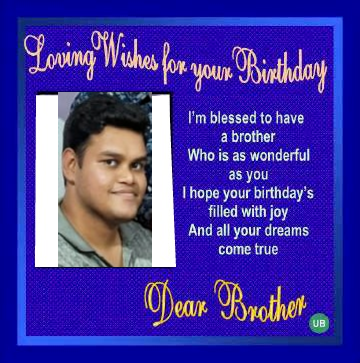 Loving Wishes for your Birthday
I'm blessed to have
a brother
Who is as wonderful
as you
I hope your birthday's
filled with joy
And all your dreams
come true
Dear Brother
UB